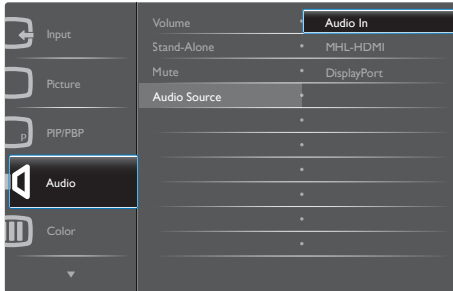 Input
Picture
P
PIP/PBP
Audio
Color
Volume
Stand-Alone
Mute
Audio Source
Audio In
MHL-HDMI
DisplayPort